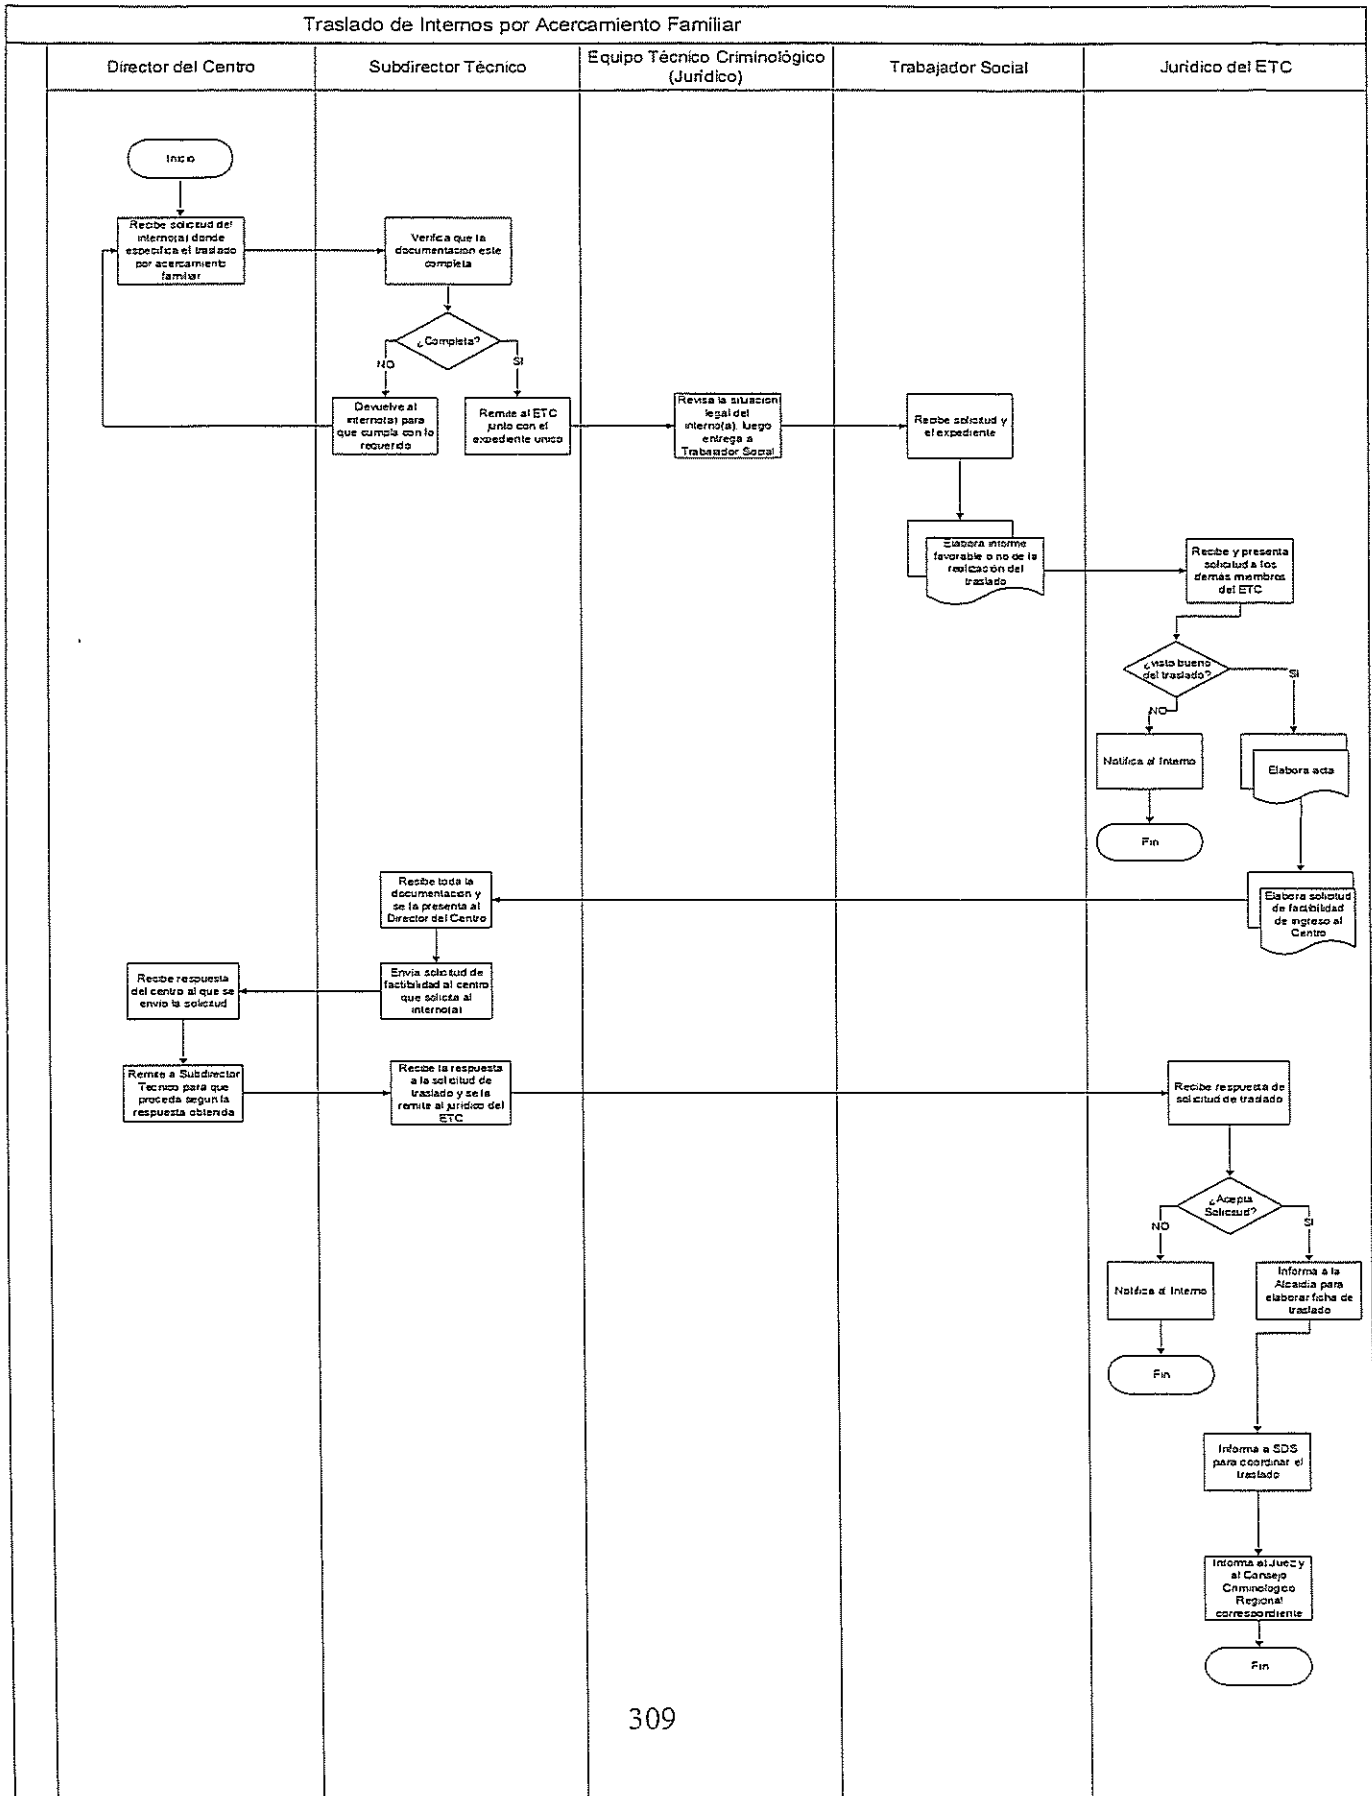 Traslado de Internos por Acercamiento Familiar
Director del Centro
Subdirector Técnico
Equipo Técnico Criminológico
(Jurídico)
Trabajador Social
Jurídico del ETC
Inicio
Recibe solicitud del
interno(a) donde
especifica el traslado
por acercamiento
familiar
Verifica que la
documentacion este
completa
¿Completa?
NO
SI
Devuelve al
interno(a) para
que cumpla con lo
requerido
Remite al ETC
junto con el
expediente unico
Revisa la situacion
legal del
interno(a), luego
entrega a
Trabajador Social
Recibe solicitud y
el expediente
Elabora informe
favorable o no de la
realización del
traslado
Recibe y presenta
solicitud a los
demás miembros
del ETC
¿visto bueno
del traslado?
NO
SI
Notifica al Interno
Elabora acta
Fin
Recibe toda la
documentacion y
se la presenta al
Director del Centro
Elabora solicitud
de factibilidad
de ingreso al
Centro
Recibe respuesta
del centro al que se
envio la solicitud
Envia solicitud de
factibilidad al centro
que solicita al
interno(a)
Remite a Subdirector
Tecnico para que
proceda segun la
respuesta obtenida
Recibe la respuesta
a la solicitud de
traslado y se la
remite al juridico del
ETC
Recibe respuesta de
solicitud de traslado
¿Acepta
Solicitud?
NO
SI
Notifica al Interno
Informa a la
Alcaidia para
elaborar ficha de
traslado
Fin
Informa a SDS
para coordinar el
traslado
Informa al Juez y
al Consejo
Criminologico
Regional
correspondiente
Fin
309